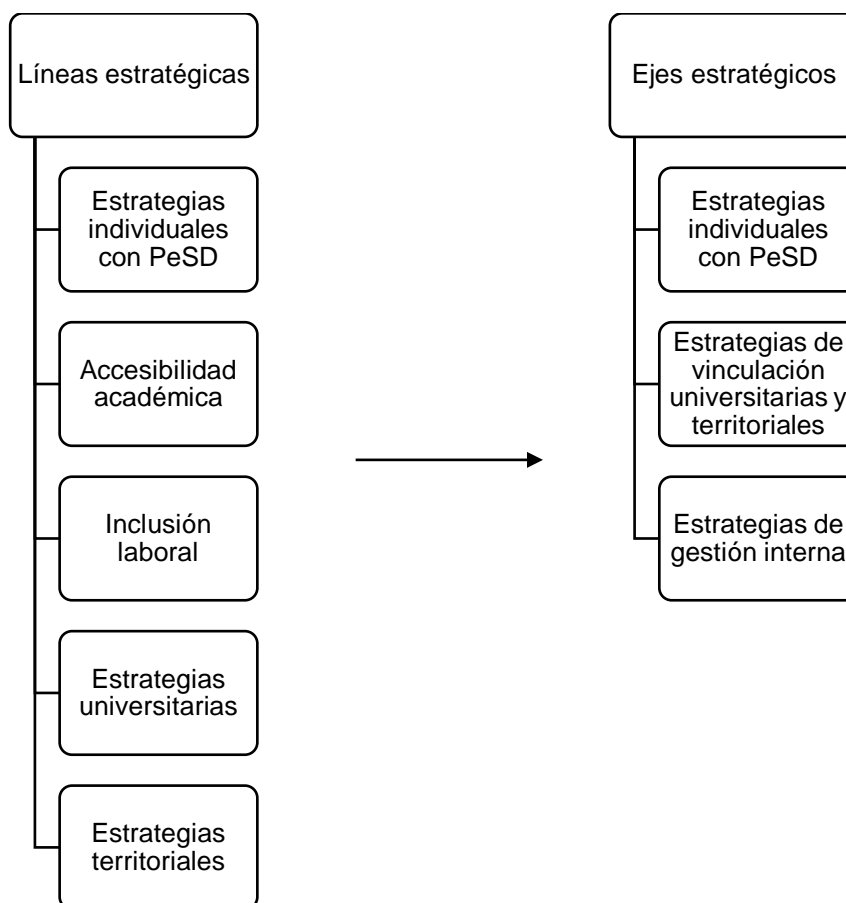 Líneas estratégicas
Estrategias
individuales
con PeSD
Accesibilidad
académica
Inclusión
laboral
Estrategias
universitarias
Estrategias
territoriales
Ejes estratégicos
Estrategias
individuales
con PeSD
Estrategias de
vinculación
universitarias y
territoriales
Estrategias de
gestión interna